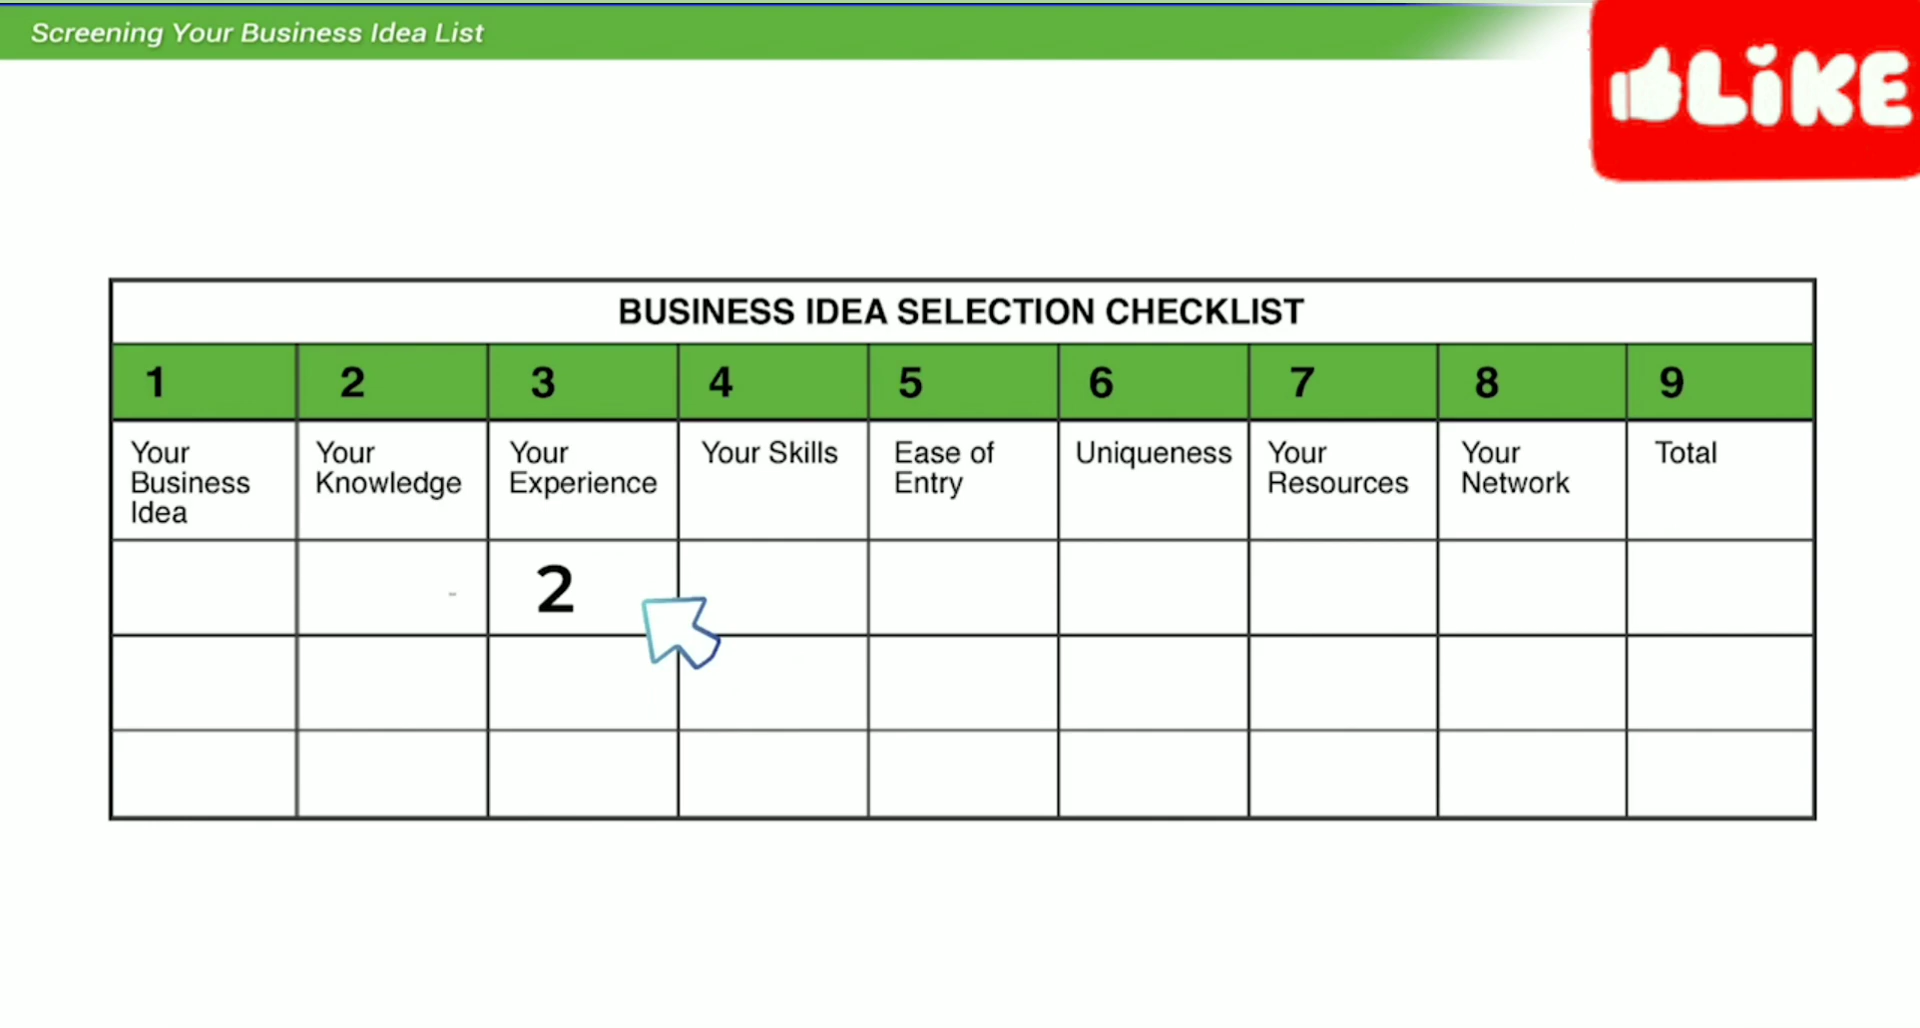 Screening Your Business Idea List
LiKE
BUSINESS IDEA SELECTION CHECKLIST
1 2 3 4 5 6 7 8 9
Your Business Idea
Your Knowledge
Your Experience
Your Skills
Ease of Entry
Uniqueness
Your Resources
Your Network
Total
2